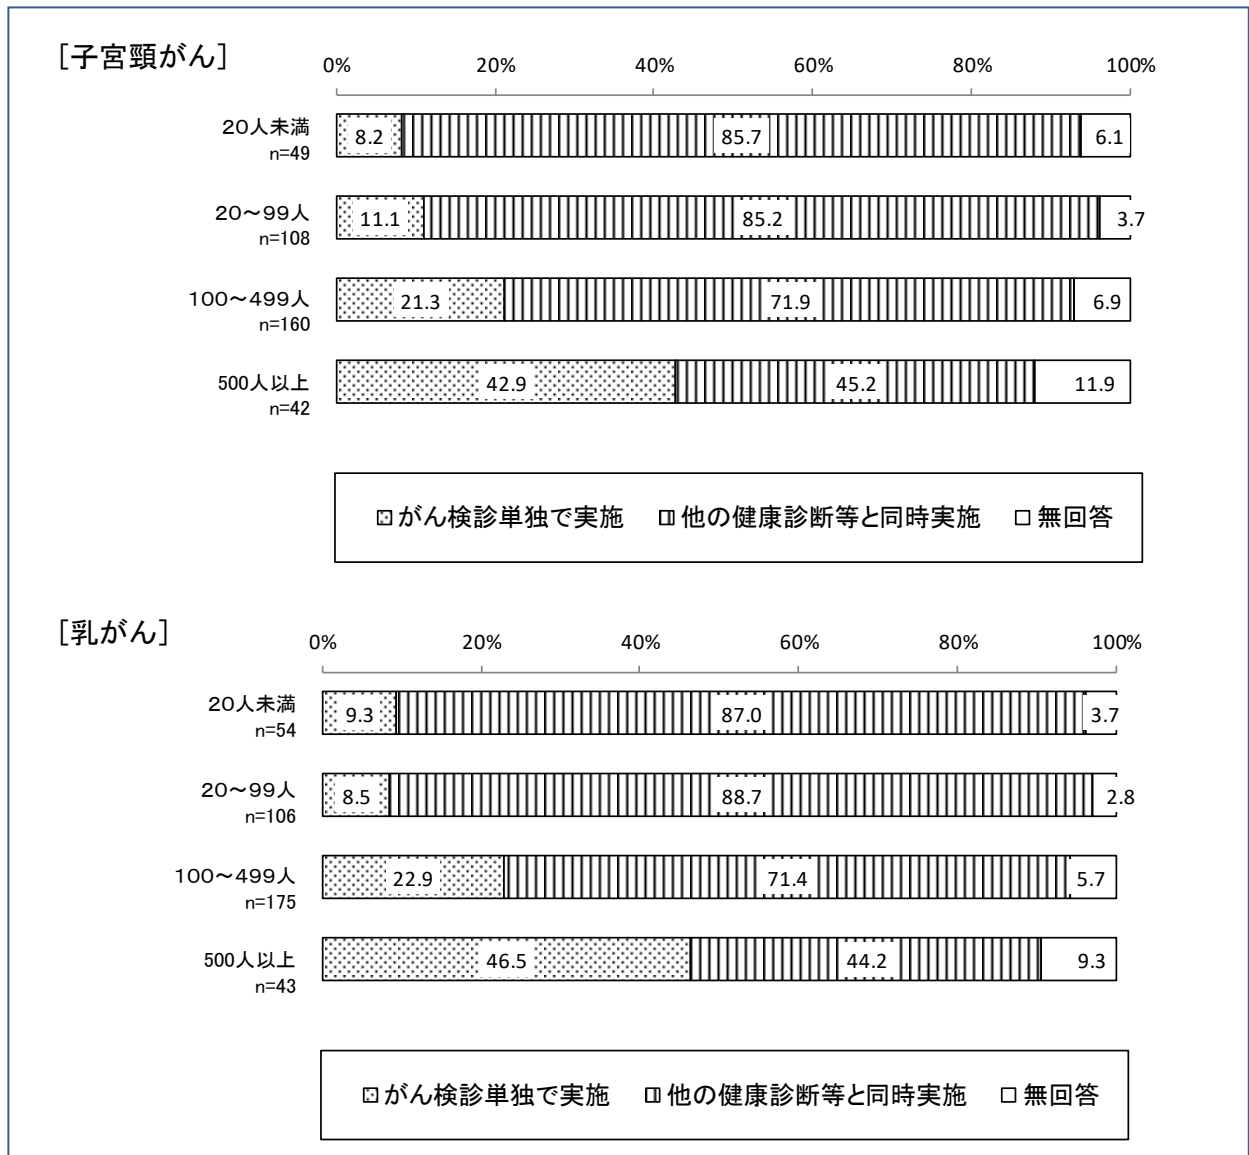 ［子宮頸がん］
0% 20% 40% 60% 80% 100%
20人未満
n=49
8.2 85.7 6.1
20～99人
n=108
11.1 85.2 3.7
100～499人
n=160
21.3 71.9 6.9
500人以上
n=42
42.9 45.2 11.9
がん検診単独で実施 他の健康診断等と同時実施 無回答
［乳がん］
0% 20% 40% 60% 80% 100%
20人未満
n=54
9.3 87.0 3.7
20～99人
n=106
8.5 88.7 2.8
100～499人
n=175
22.9 71.4 5.7
500人以上
n=43
46.5 44.2 9.3
がん検診単独で実施 他の健康診断等と同時実施 無回答